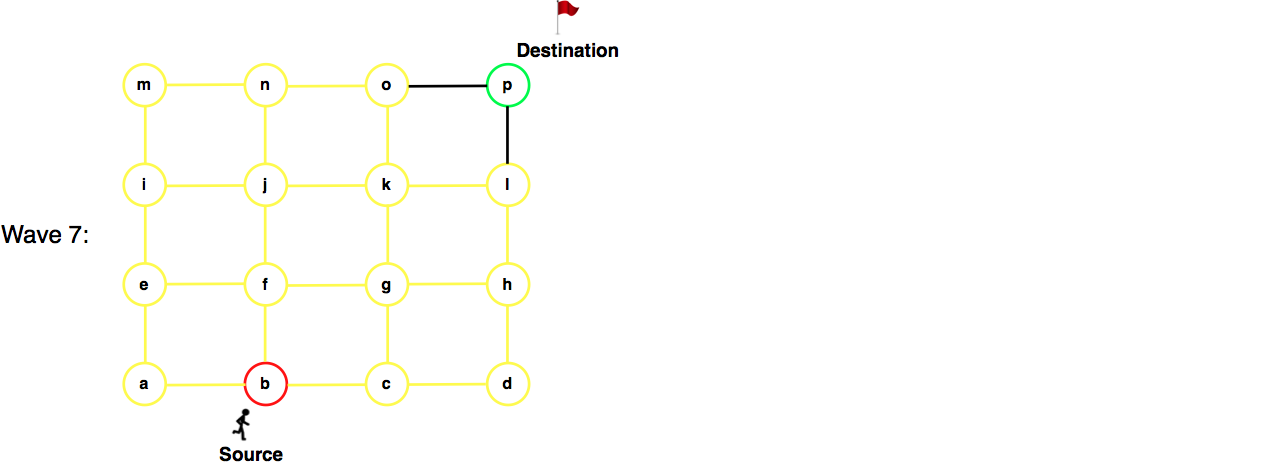 Destination
m n o p
i j k l
Wave 7:
e f g h
a b c d
Source